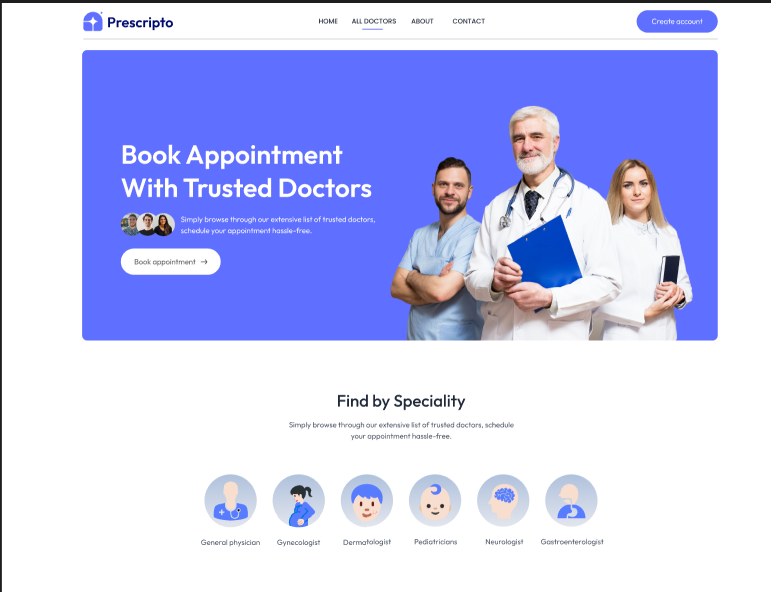 Prescripto
HOME ALL DOCTORS ABOUT CONTACT
Create account
Book Appointment
With Trusted Doctors
Simply browse through our extensive list of trusted doctors,
schedule your appointment hassle-free.
Book appointment →
Find by Speciality
Simply browse through our extensive list of trusted doctors, schedule
your appointment hassle-free.
General physician Gynecologist Dermatologist Pediatricians Neurologist Gastroenterologist